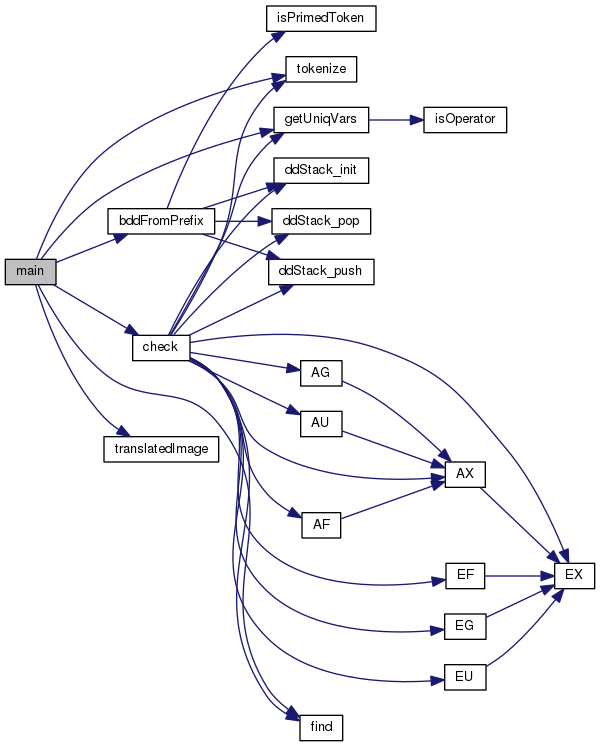 isPrimedToken
tokenize
getUniqVars
isOperator
ddStack_init
bddFromPrefix
ddStack_pop
main
ddStack_push
check
AG
AU
translatedImage
AX
AF
EF
EX
EG
EU
find